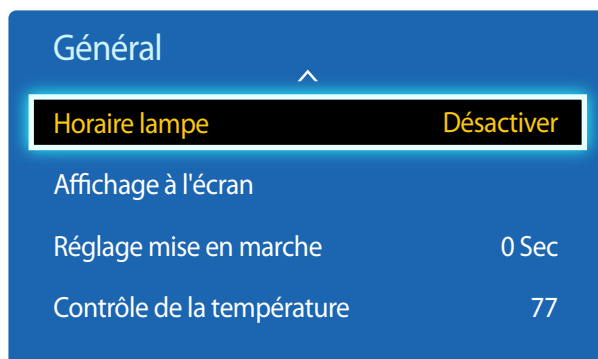 Général
Horaire lampe Désactiver
Affichage à l'écran
Réglage mise en marche 0 Sec
Contrôle de la température 77